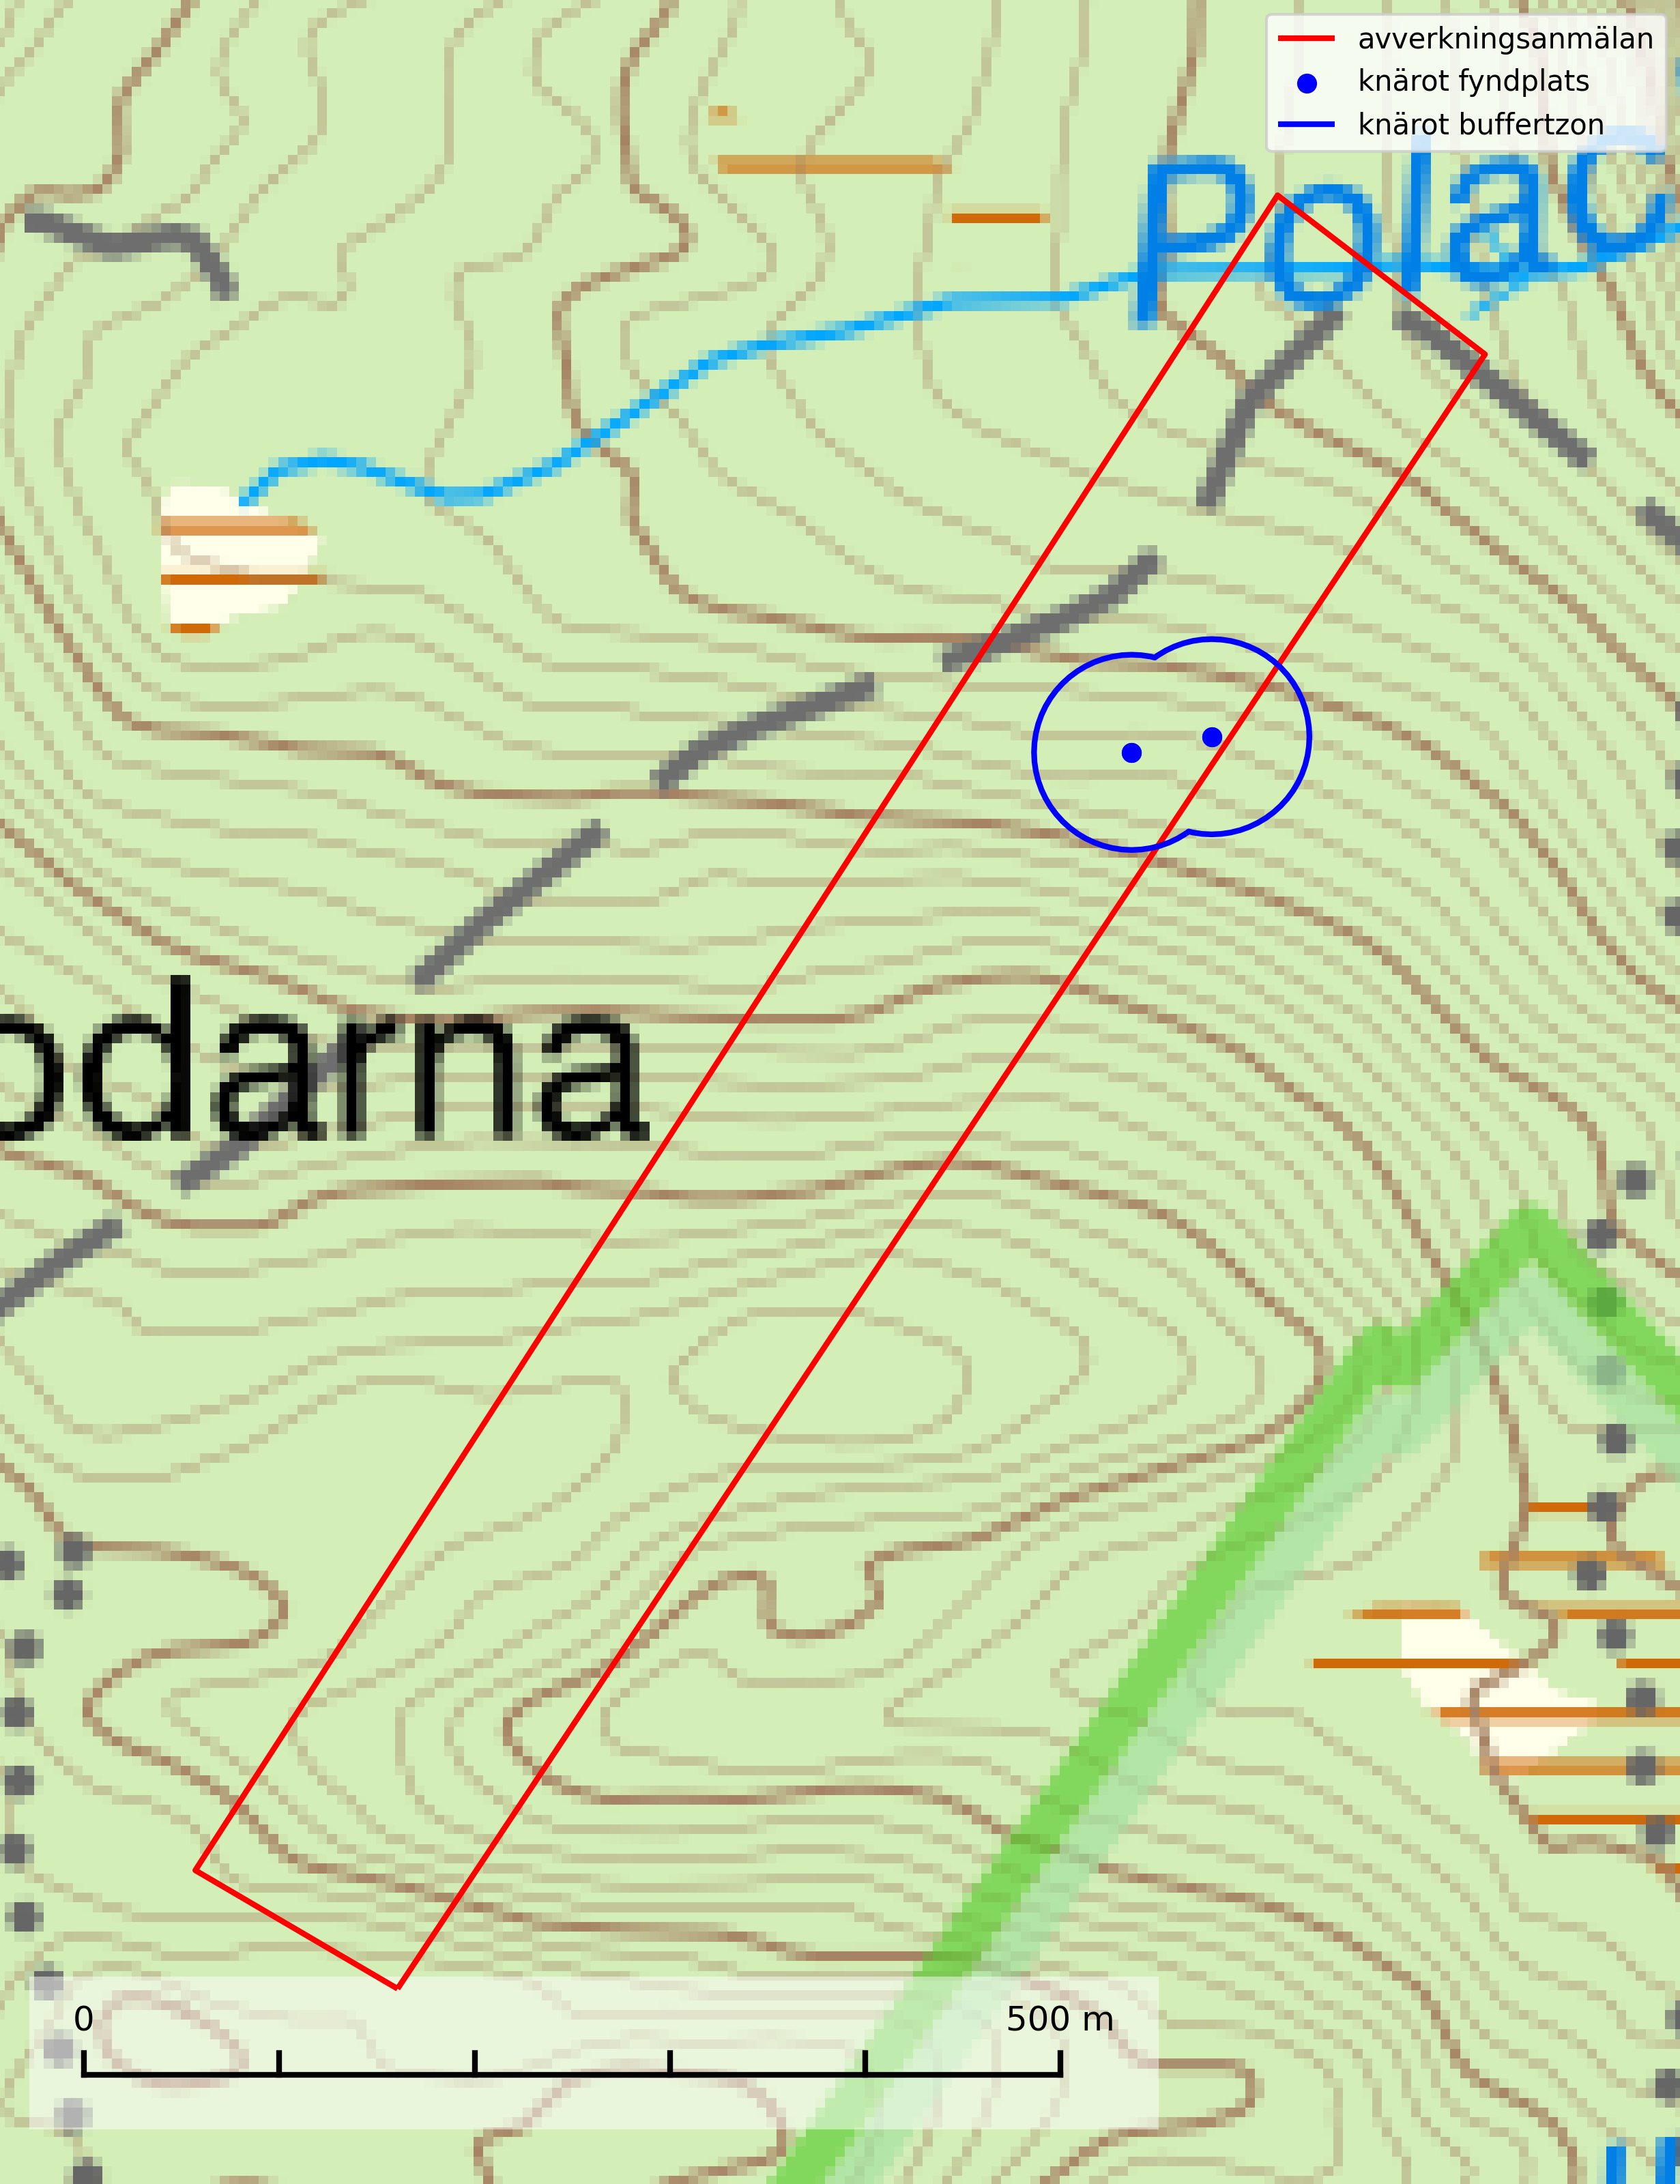 avverkningsanmälan
knärot fyndplats
knärot buffertzon
odarna
0 500 m